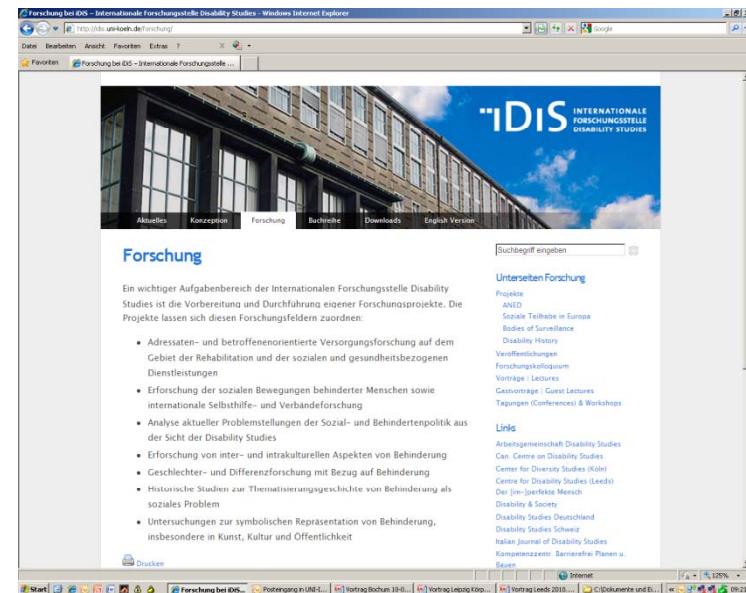 Forschung bei iDiS – Internationale Forschungsstelle Disability Studies - Windows Internet Explorer
http://idis.uni-koeln.de/forschung/
Google
Datei Bearbeiten Ansicht Favoriten Extras ?
Favoriten
Forschung bei iDiS – Internationale Forschungsstelle ...
iDiS INTERNATIONALE
FORSCHUNGSSTELLE
DISABILITY STUDIES
Aktuelles Konzeption Forschung Buchreihe Downloads English Version
Forschung
Ein wichtiger Aufgabenbereich der Internationalen Forschungsstelle Disability
Studies ist die Vorbereitung und Durchführung eigener Forschungsprojekte. Die
Projekte lassen sich diesen Forschungsfeldern zuordnen:
• Adressaten- und betroffenenorientierte Versorgungsforschung auf dem
Gebiet der Rehabilitation und der sozialen und gesundheitsbezogenen
Dienstleistungen
• Erforschung der sozialen Bewegungen behinderter Menschen sowie
internationale Selbsthilfe- und Verbändeforschung
• Analyse aktueller Problemstellungen der Sozial- und Behindertenpolitik aus
der Sicht der Disability Studies
• Erforschung von inter- und intrakulturellen Aspekten von Behinderung
• Geschlechter- und Differenzforschung mit Bezug auf Behinderung
• Historische Studien zur Thematisierungsgeschichte von Behinderung als
soziales Problem
• Untersuchungen zur symbolischen Repräsentation von Behinderung,
insbesondere in Kunst, Kultur und Öffentlichkeit
Drucken
Suchbegriff eingeben
Unterseiten Forschung
Projekte
ANED
Soziale Teilhabe in Europa
Bodies of Surveillance
Disability History
Veröffentlichungen
Forschungskolloquium
Vorträge | Lectures
Gastvorträge | Guest Lectures
Tagungen (Conferences) & Workshops
Links
Arbeitsgemeinschaft Disability Studies
Can. Centre on Disability Studies
Center for Diversity Studies (Köln)
Centre for Disability Studies (Leeds)
Der [im-]perfekte Mensch
Disability & Society
Disability Studies Deutschland
Disability Studies Schweiz
Italian Journal of Disability Studies
Kompetenzzentr. Barrierefrei Planen u.
Bauen
Internet 125%
Start Forschung bei iDiS... Posteingang in UNI-I... Vortrag Bochum 10-0... Vortrag Leipzig Körp... Vortrag Leeds 2010.... C:\Dokumente und Ei...